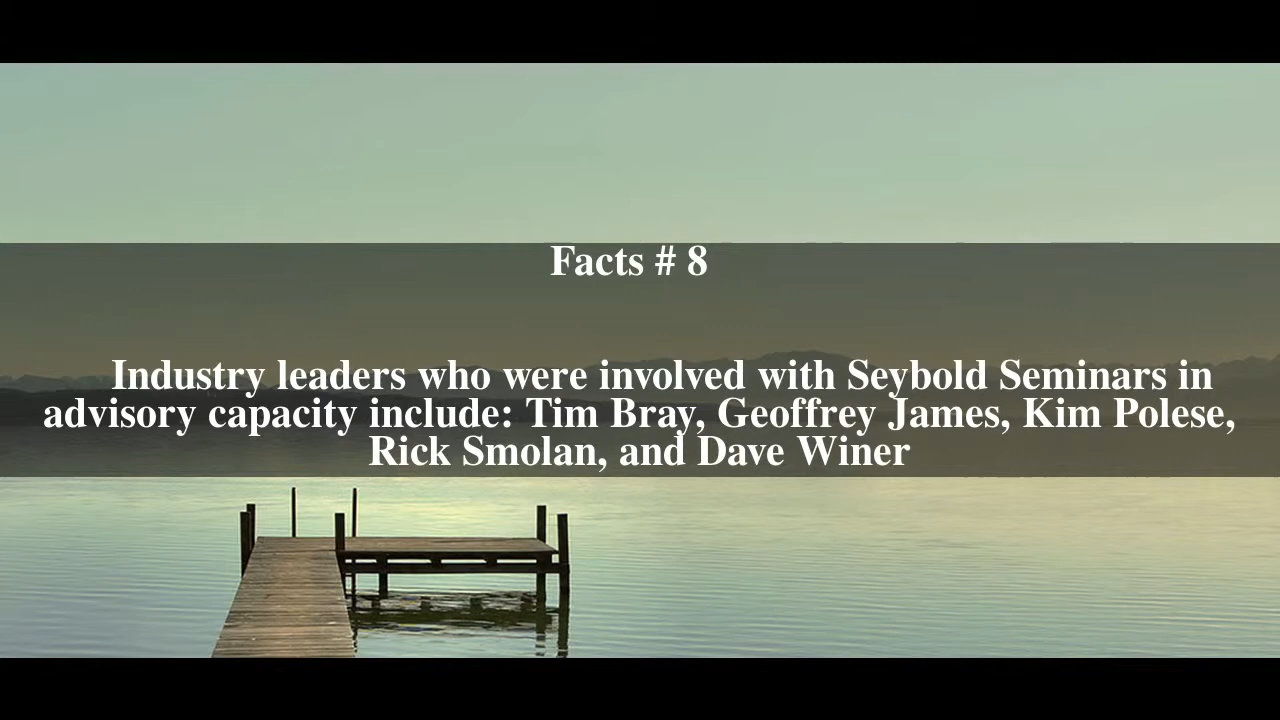 Facts # 8
Industry leaders who were involved with Seybold Seminars in
advisory capacity include: Tim Bray, Geoffrey James, Kim Polese,
Rick Smolan, and Dave Winer